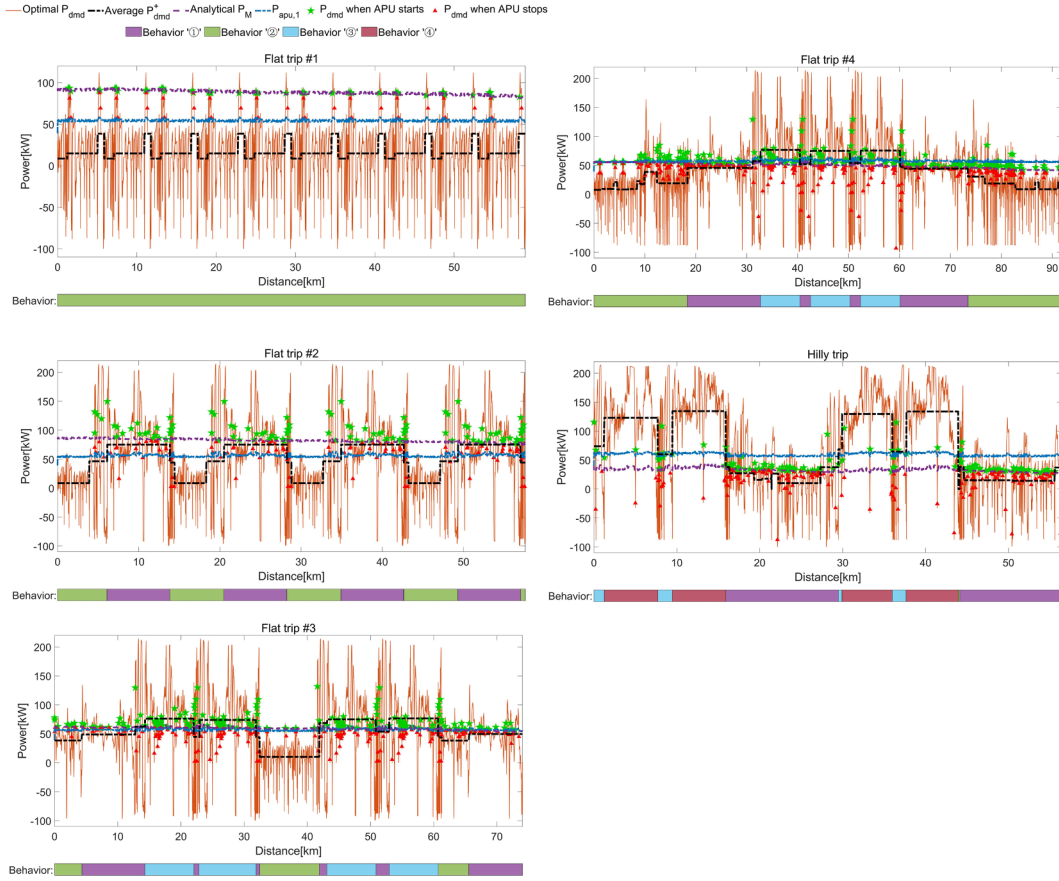 Optimal P_dmd Average P⁺_dmd Analytical P_M P_apu,1 P_dmd when APU starts P_dmd when APU stops
Behavior '①' Behavior '②' Behavior '③' Behavior '④'
Flat trip #1
Power[kW]
100
50
0
-50
-100
0 10 20 30 40 50
Distance[km]
Behavior:
Flat trip #4
Power[kW]
200
150
100
50
0
-50
-100
0 10 20 30 40 50 60 70 80 90
Distance[km]
Behavior:
Flat trip #2
Power[kW]
200
150
100
50
0
-50
-100
0 10 20 30 40 50
Distance[km]
Behavior:
Hilly trip
Power[kW]
200
150
100
50
0
-50
-100
0 10 20 30 40 50
Distance[km]
Behavior:
Flat trip #3
Power[kW]
200
150
100
50
0
-50
-100
0 10 20 30 40 50 60 70
Distance[km]
Behavior: